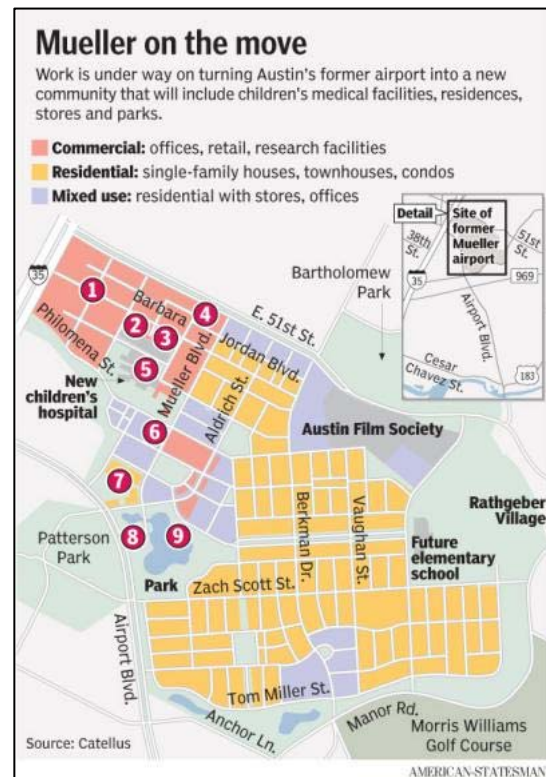 Mueller on the move
Work is under way on turning Austin's former airport into a new
community that will include children's medical facilities, residences,
stores and parks.
Commercial: offices, retail, research facilities
Residential: single-family houses, townhouses, condos
Mixed use: residential with stores, offices
Detail
Site of
former
Mueller
airport
38th
St.
51st
St.
35
969
Airport Blvd.
Cesar
Chavez St.
183
Bartholomew
Park
35
1
2
3
4
5
6
7
8
9
Barbara
E. 51st St.
Philomena St.
Mueller Blvd.
Jordan Blvd.
Aldrich St.
New
children's
hospital
Austin Film Society
Berkman Dr.
Vaughan St.
Rathgeber
Village
Patterson
Park
Future
elementary
school
Park
Zach Scott St.
Airport Blvd.
Tom Miller St.
Anchor Ln.
Manor Rd.
Morris Williams
Golf Course
Source: Catellus
AMERICAN-STATESMAN